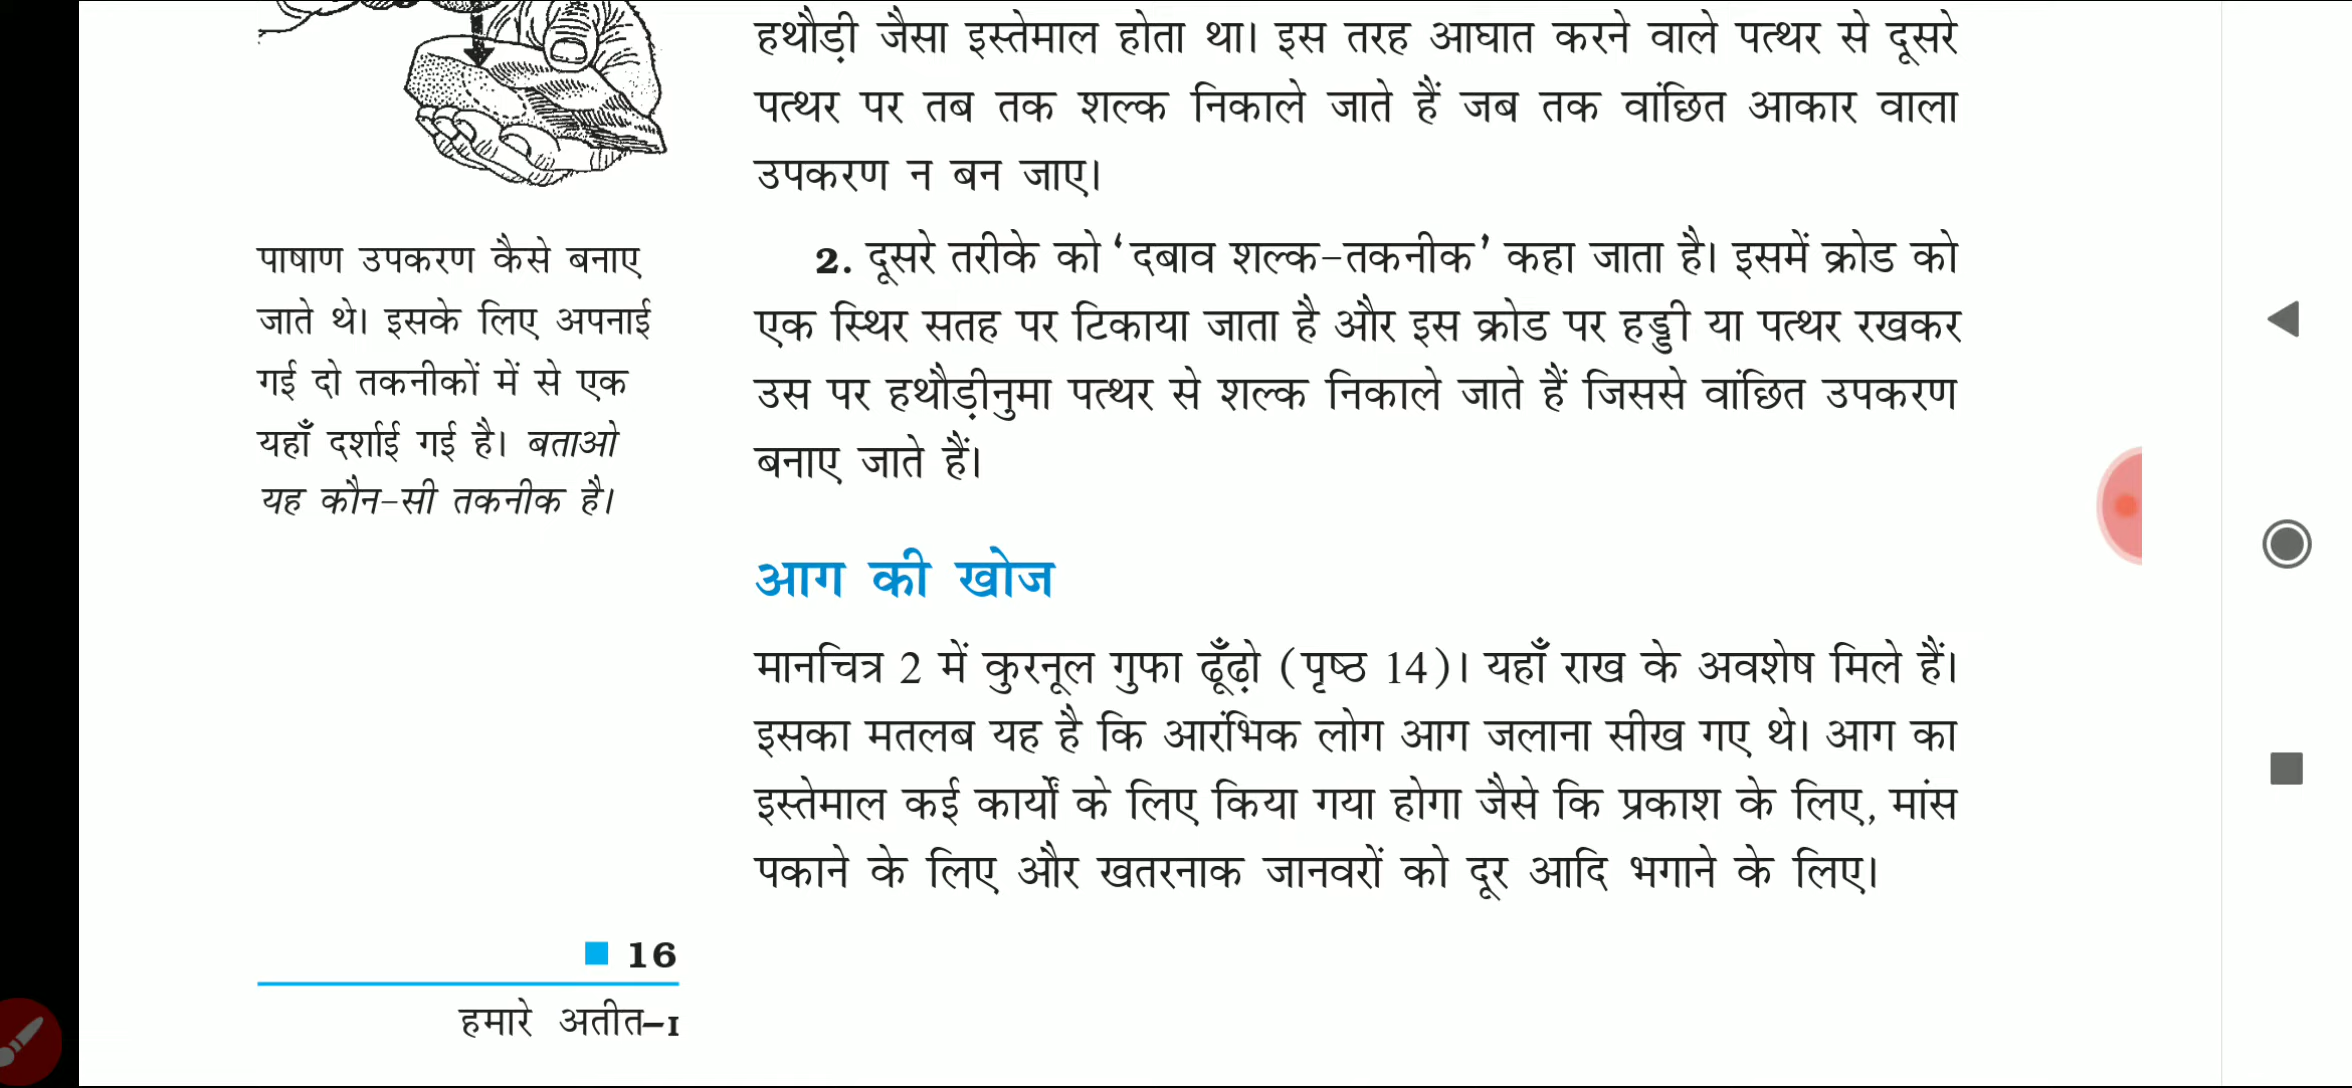 हथौड़ी जैसा इस्तेमाल होता था। इस तरह आघात करने वाले पत्थर से दूसरे
पत्थर पर तब तक शल्क निकाले जाते हैं जब तक वांछित आकार वाला
उपकरण न बन जाए।
पाषाण उपकरण कैसे बनाए
जाते थे। इसके लिए अपनाई
गई दो तकनीकों में से एक
यहाँ दर्शाई गई है। बताओ
यह कौन-सी तकनीक है।
2. दूसरे तरीके को ‘दबाव शल्क-तकनीक’ कहा जाता है। इसमें क्रोड को
एक स्थिर सतह पर टिकाया जाता है और इस क्रोड पर हड्डी या पत्थर रखकर
उस पर हथौड़ीनुमा पत्थर से शल्क निकाले जाते हैं जिससे वांछित उपकरण
बनाए जाते हैं।
आग की खोज
मानचित्र 2 में कुरनूल गुफा ढूँढ़ो (पृष्ठ 14)। यहाँ राख के अवशेष मिले हैं।
इसका मतलब यह है कि आरंभिक लोग आग जलाना सीख गए थे। आग का
इस्तेमाल कई कार्यों के लिए किया गया होगा जैसे कि प्रकाश के लिए, मांस
पकाने के लिए और खतरनाक जानवरों को दूर आदि भगाने के लिए।
16
हमारे अतीत–I